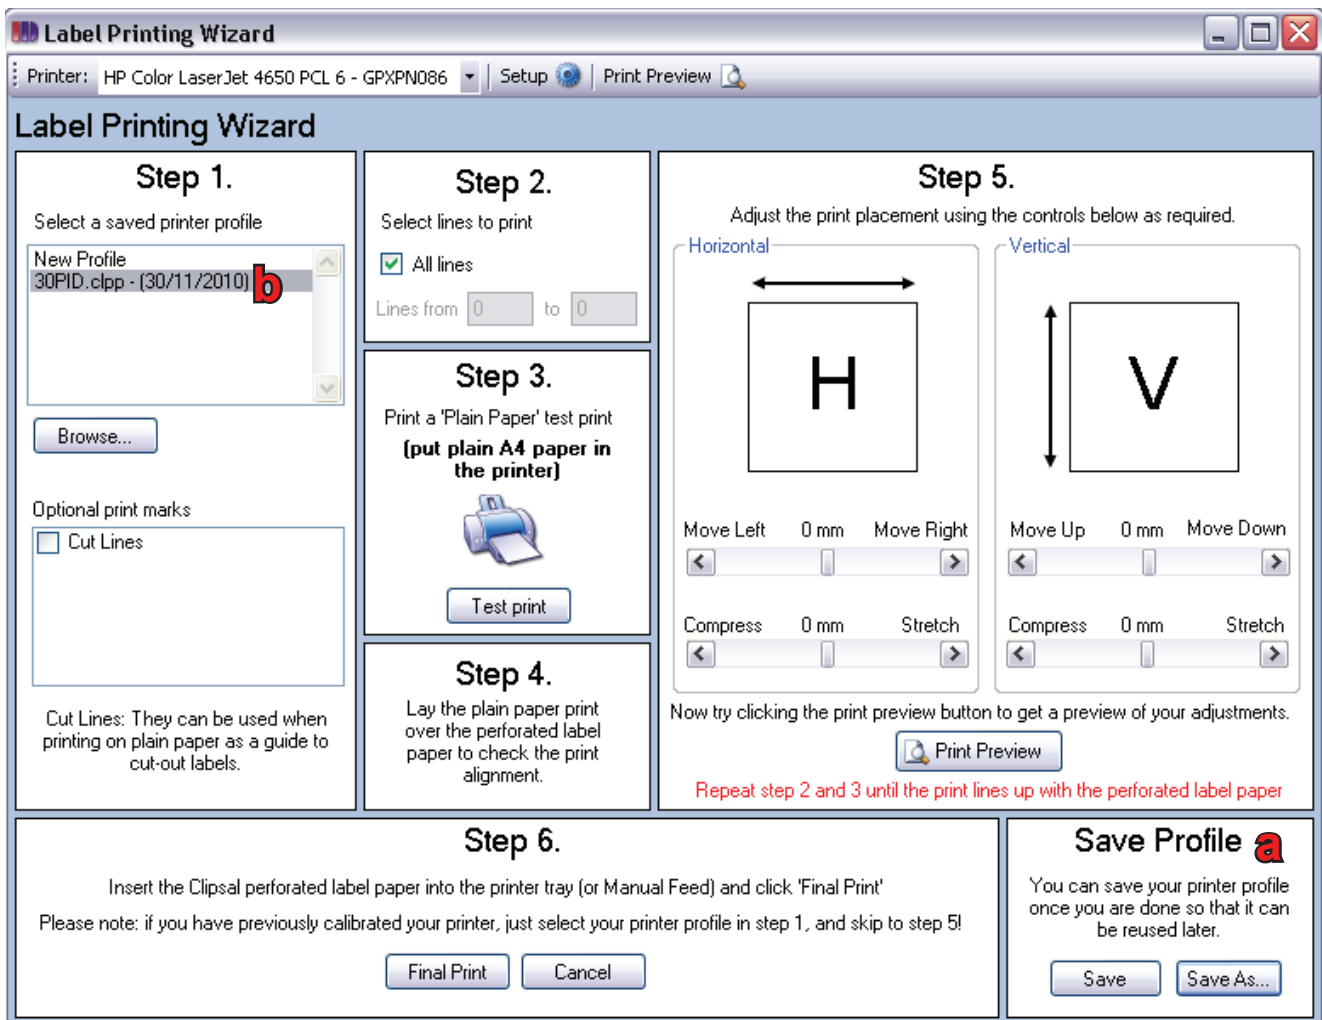 Label Printing Wizard
Printer: HP Color LaserJet 4650 PCL 6 - GPXPN086 Setup Print Preview
Label Printing Wizard
Step 1.
Select a saved printer profile
New Profile
30PID.clpp - (30/11/2010) b
Browse...
Optional print marks
Cut Lines
Cut Lines: They can be used when
printing on plain paper as a guide to
cut-out labels.
Step 2.
Select lines to print
All lines
Lines from 0 to 0
Step 3.
Print a 'Plain Paper' test print
(put plain A4 paper in
the printer)
Test print
Step 4.
Lay the plain paper print
over the perforated label
paper to check the print
alignment.
Step 5.
Adjust the print placement using the controls below as required.
Horizontal
H
Move Left 0 mm Move Right
Compress 0 mm Stretch
Vertical
V
Move Up 0 mm Move Down
Compress 0 mm Stretch
Now try clicking the print preview button to get a preview of your adjustments.
Print Preview
Repeat step 2 and 3 until the print lines up with the perforated label paper
Step 6.
Insert the Clipsal perforated label paper into the printer tray (or Manual Feed) and click 'Final Print'
Please note: if you have previously calibrated your printer, just select your printer profile in step 1, and skip to step 5!
Final Print Cancel
Save Profile a
You can save your printer profile
once you are done so that it can
be reused later.
Save Save As...